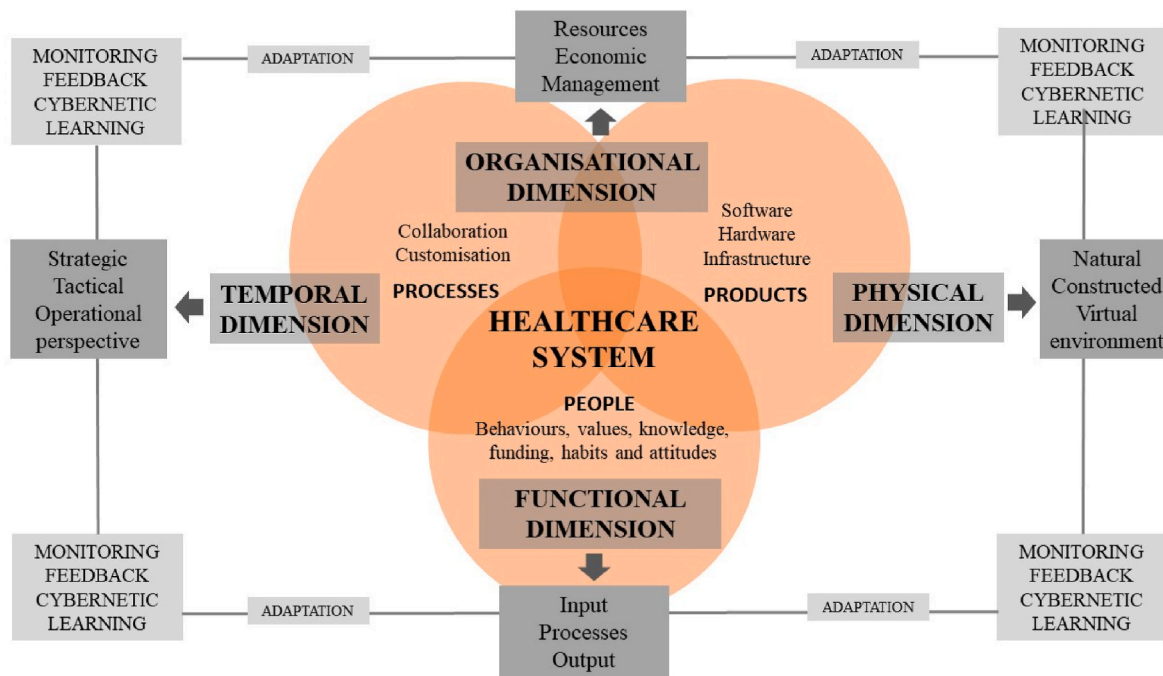 Resources
Economic
Management
MONITORING
FEEDBACK
CYBERNETIC
LEARNING
ADAPTATION
ADAPTATION
MONITORING
FEEDBACK
CYBERNETIC
LEARNING
ORGANISATIONAL
DIMENSION
Collaboration
Customisation
PROCESSES
Software
Hardware
Infrastructure
PRODUCTS
Strategic
Tactical
Operational
perspective
TEMPORAL
DIMENSION
HEALTHCARE
SYSTEM
PHYSICAL
DIMENSION
Natural
Constructed
Virtual
environment
PEOPLE
Behaviours, values, knowledge,
funding, habits and attitudes
FUNCTIONAL
DIMENSION
MONITORING
FEEDBACK
CYBERNETIC
LEARNING
ADAPTATION
Input
Processes
Output
ADAPTATION
MONITORING
FEEDBACK
CYBERNETIC
LEARNING